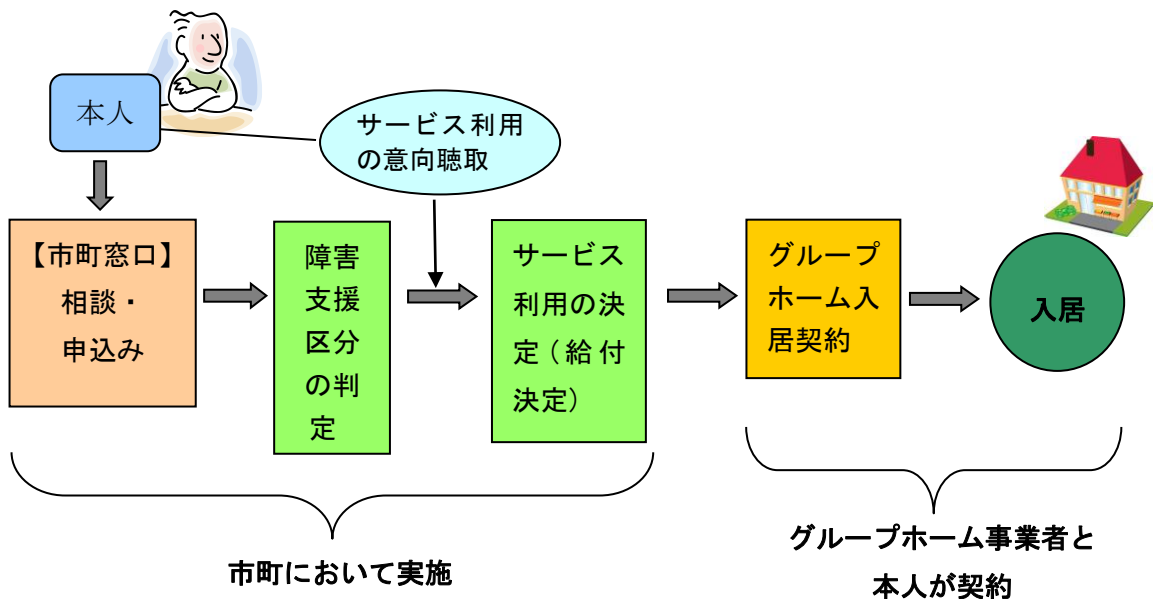 本人
サービス利用
の意向聴取
【市町窓口】
相談・
申込み
障害
支援
区分
の判
定
サービス
利用の決
定(給付
決定)
グループ
ホーム入
居契約
入居
市町において実施
グループホーム事業者と
本人が契約